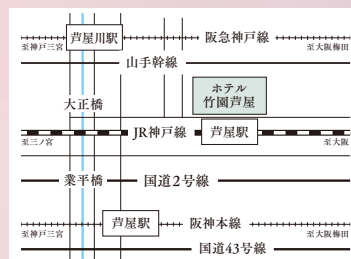 芦屋川駅
阪急神戸線
至神戸三宮
至大阪梅田
山手幹線
ホテル
竹園芦屋
大正橋
JR神戸線
芦屋駅
至三ノ宮
至大阪
業平橋
国道2号線
芦屋駅
阪神本線
至神戸三宮
至大阪梅田
国道43号線